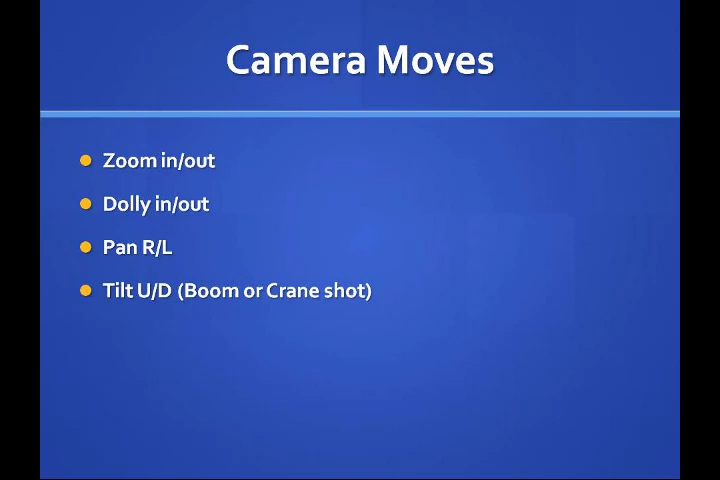 Camera Moves
Zoom in/out
Dolly in/out
Pan R/L
Tilt U/D (Boom or Crane shot)